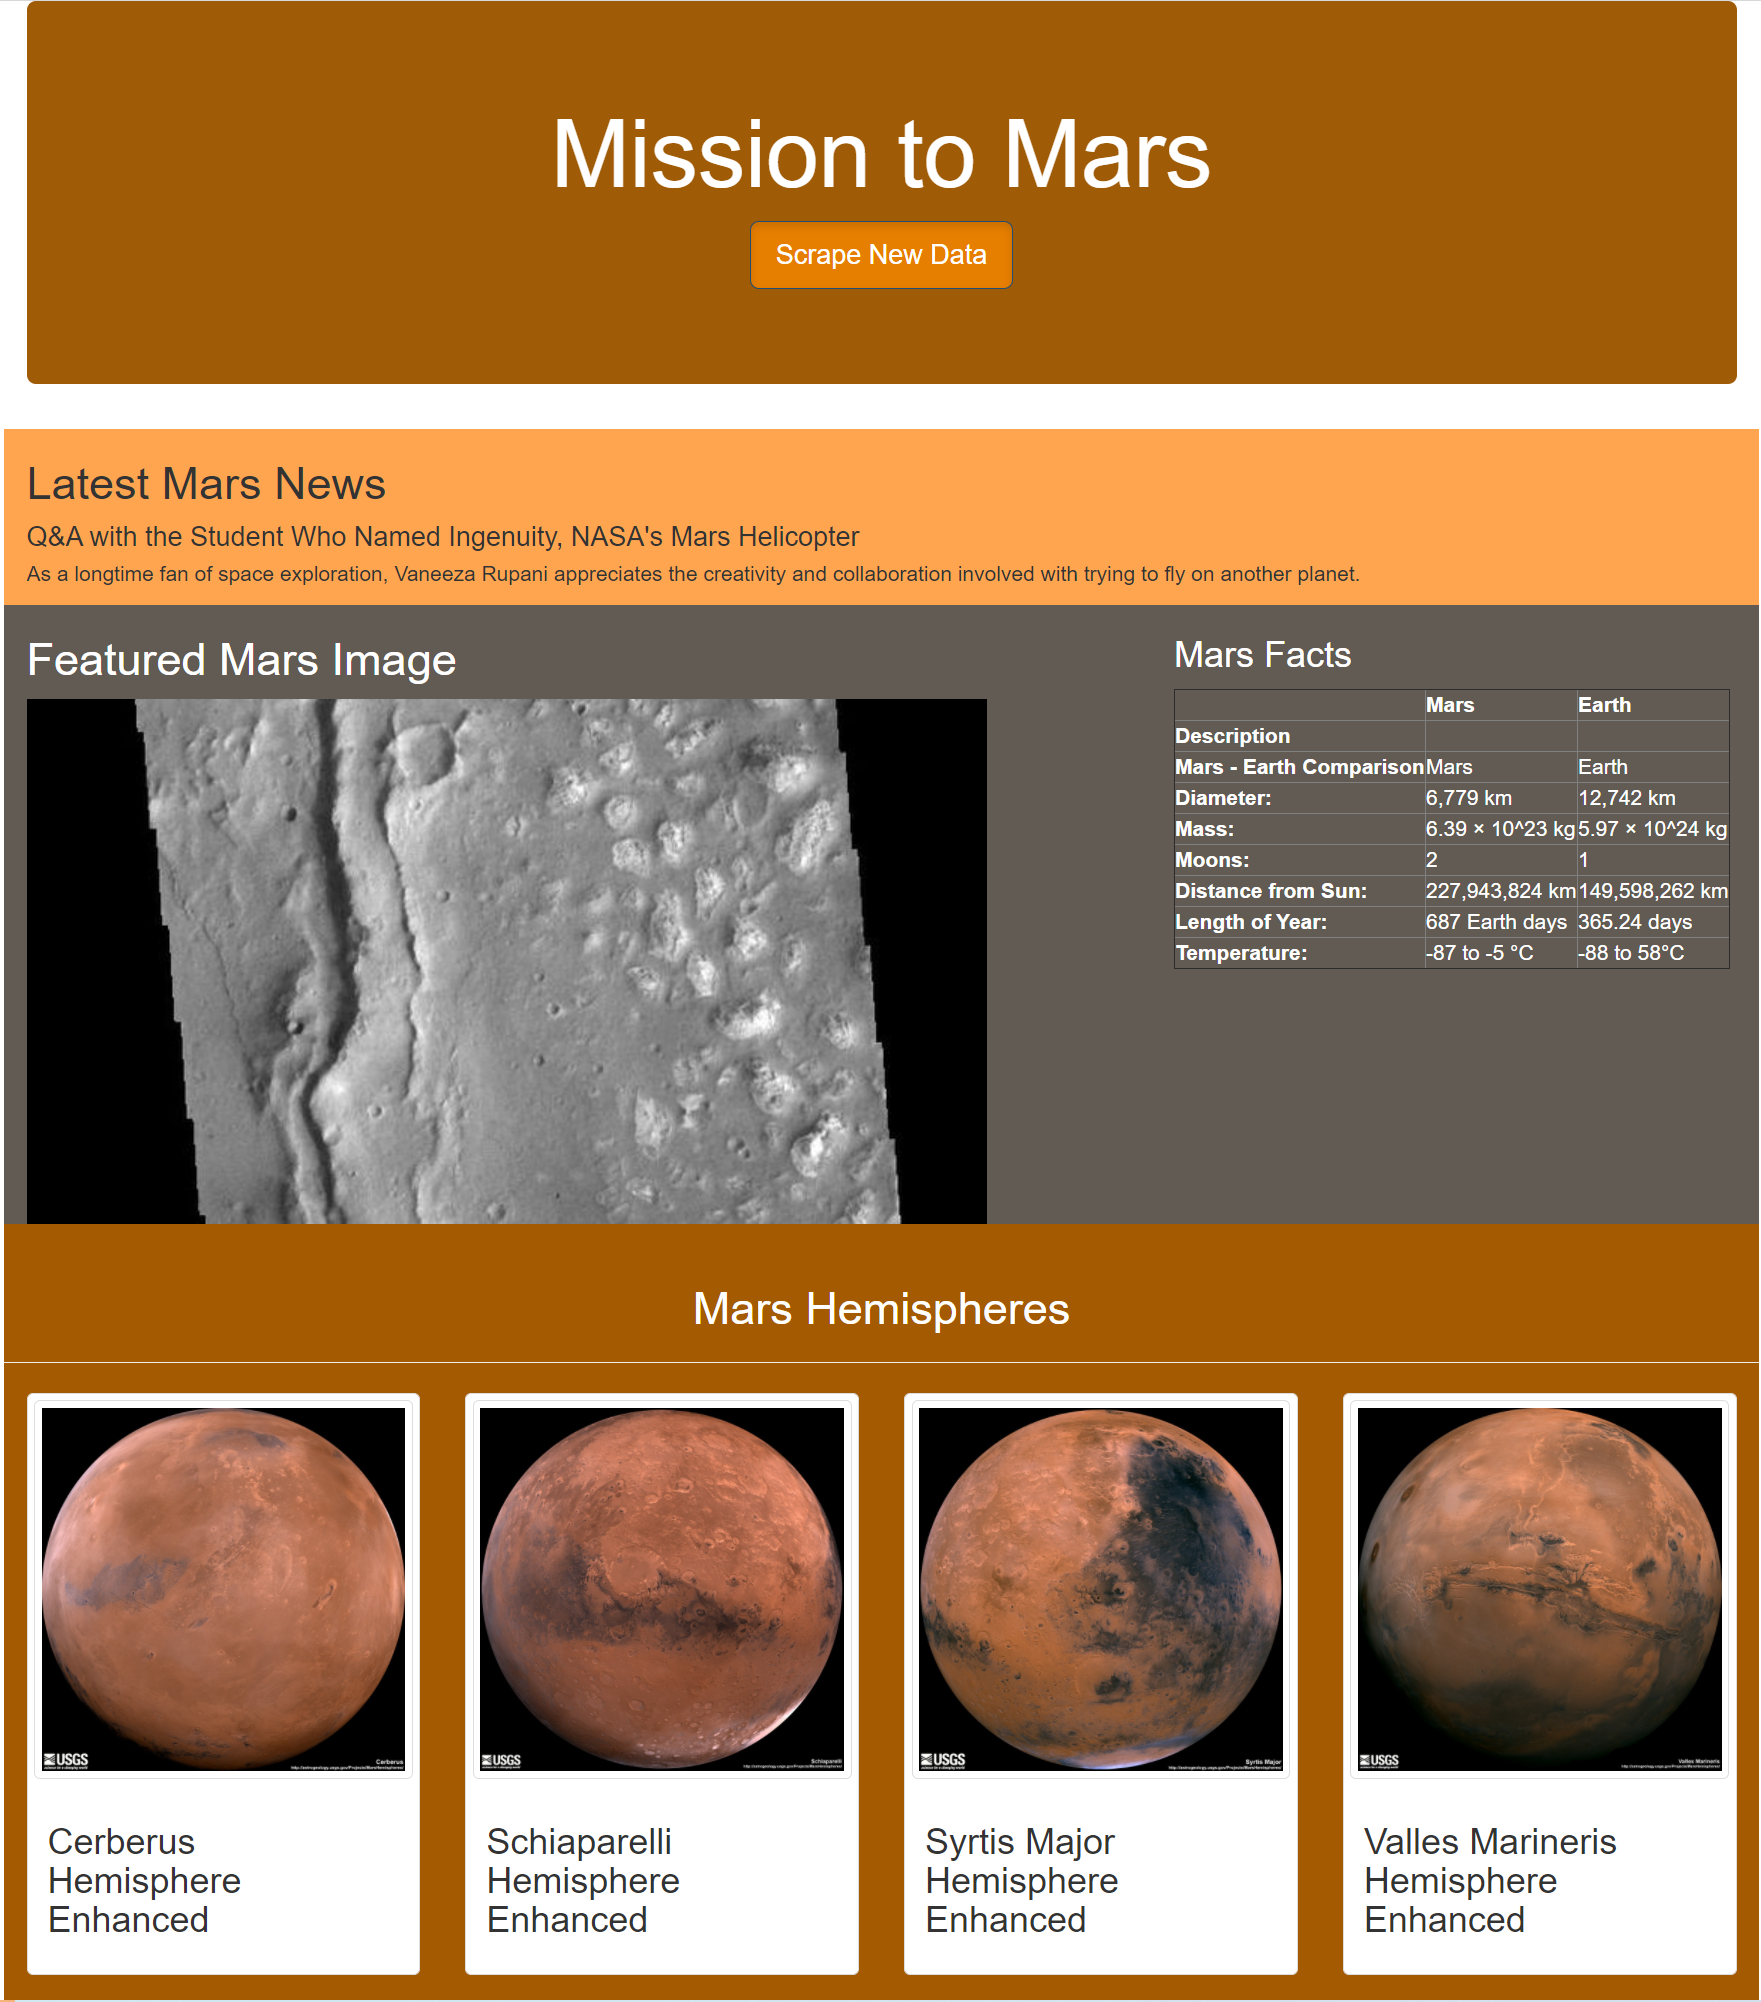 Mission to Mars
Scrape New Data
Latest Mars News
Q&A with the Student Who Named Ingenuity, NASA's Mars Helicopter
As a longtime fan of space exploration, Vaneeza Rupani appreciates the creativity and collaboration involved with trying to fly on another planet.
Featured Mars Image
Mars Facts
Mars Earth
Description
Mars - Earth Comparison Mars Earth
Diameter: 6,779 km 12,742 km
Mass: 6.39 × 10^23 kg 5.97 × 10^24 kg
Moons: 2 1
Distance from Sun: 227,943,824 km 149,598,262 km
Length of Year: 687 Earth days 365.24 days
Temperature: -87 to -5 °C -88 to 58°C
Mars Hemispheres
USGS
Cerberus
USGS
Schiaparelli
USGS
Syrtis Major
USGS
Valles Marineris
Cerberus
Hemisphere
Enhanced
Schiaparelli
Hemisphere
Enhanced
Syrtis Major
Hemisphere
Enhanced
Valles Marineris
Hemisphere
Enhanced